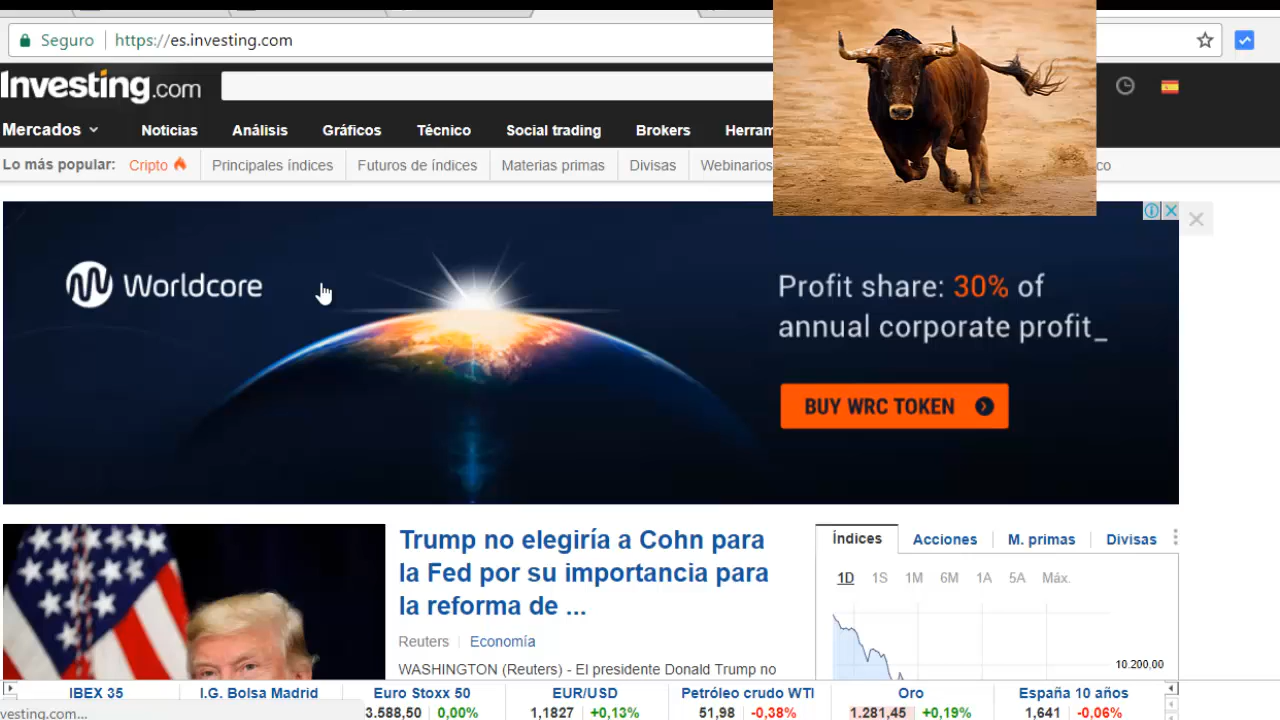 Seguro https://es.investing.com
Investing.com
Mercados Noticias Análisis Gráficos Técnico Social trading Brokers Herram
Lo más popular: Cripto Principales índices Futuros de índices Materias primas Divisas Webinarios co
Worldcore
Profit share: 30% of
annual corporate profit_
BUY WRC TOKEN
Trump no elegiría a Cohn para
la Fed por su importancia para
la reforma de ...
Reuters Economía
WASHINGTON (Reuters) - El presidente Donald Trump no
Índices Acciones M. primas Divisas
1D 1S 1M 6M 1A 5A Máx.
10.200,00
IBEX 35 I.G. Bolsa Madrid Euro Stoxx 50 EUR/USD Petróleo crudo WTI Oro España 10 años
vesting.com... 3.588,50 0,00% 1,1827 +0,13% 51,98 -0,38% 1.281,45 +0,19% 1,641 -0,06%